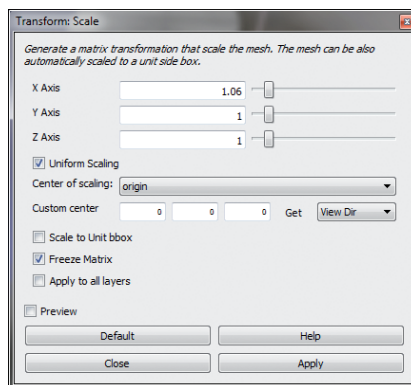 Transform: Scale
Generate a matrix transformation that scale the mesh. The mesh can be also
automatically scaled to a unit side box.
X Axis 1.06
Y Axis 1
Z Axis 1
Uniform Scaling
Center of scaling: origin
Custom center 0 0 0 Get View Dir
Scale to Unit bbox
Freeze Matrix
Apply to all layers
Preview
Default Help
Close Apply